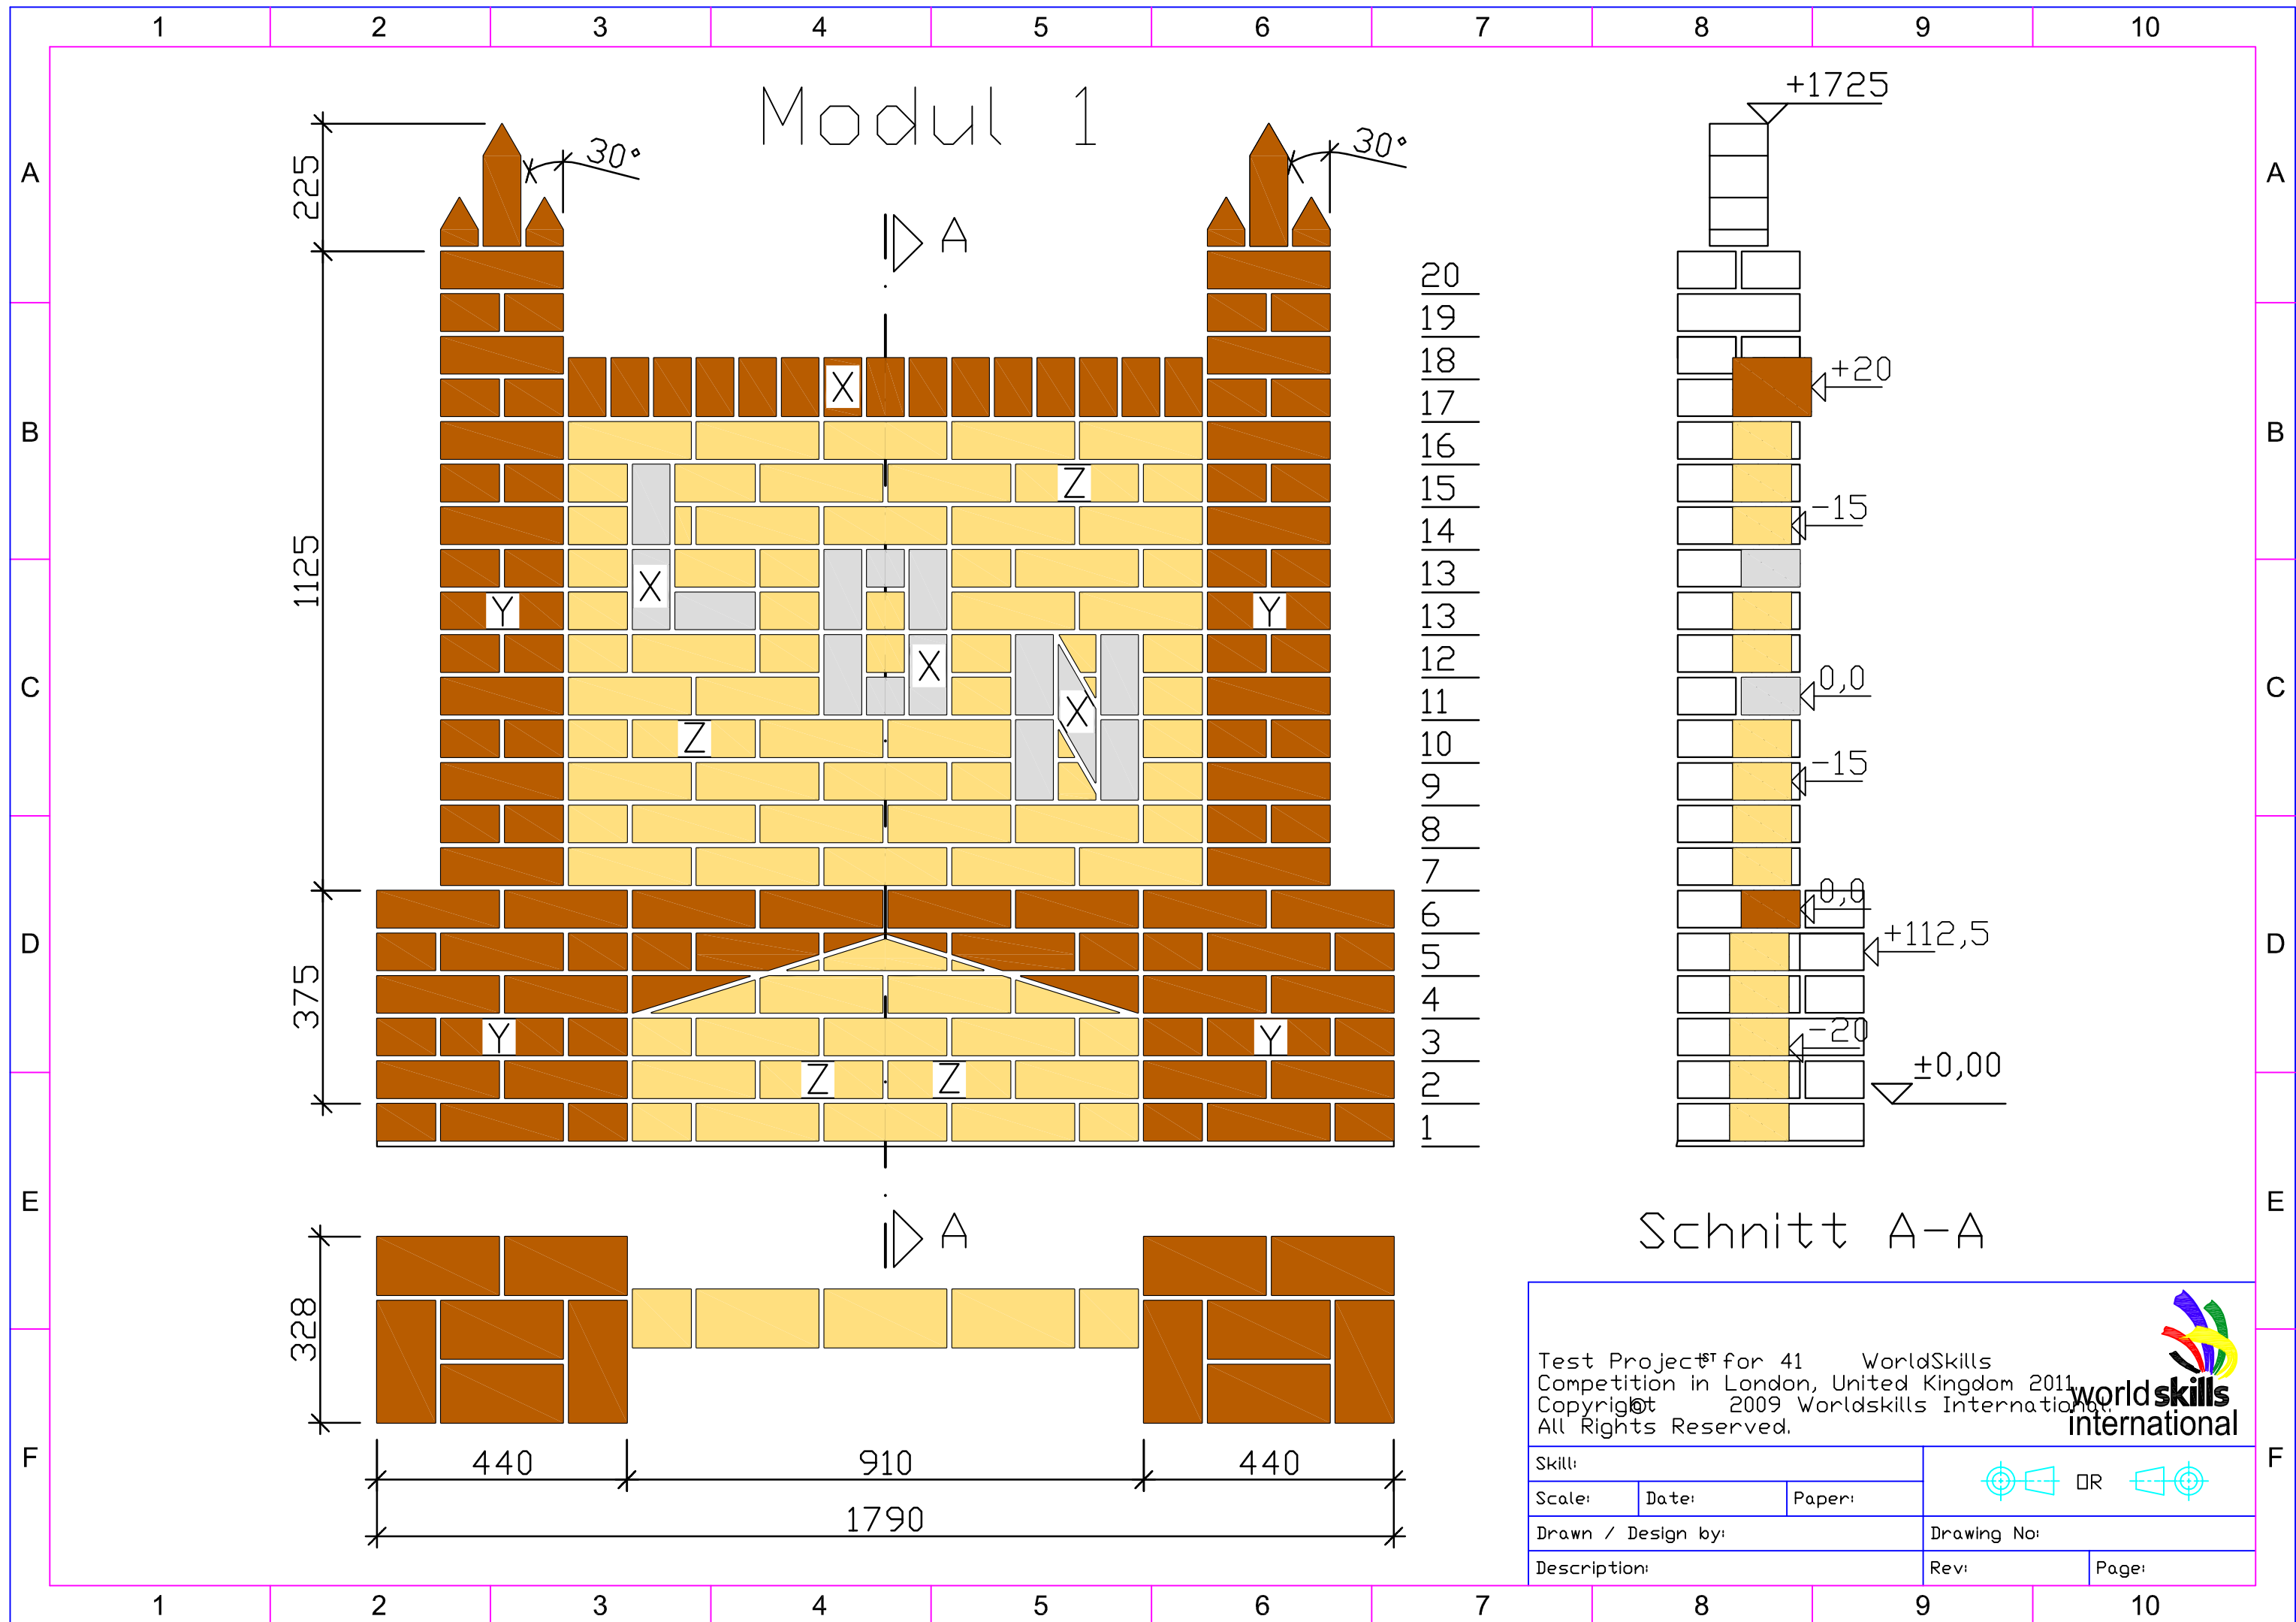 1 2 3 4 5 6 7 8 9 10
Modul 1
+1725
A A
225
30°
30°
A
20
19
18
+20
17
X
B B
16
15
Z
-15
14
1125
13
X
13
Y Y
12
X
C 0,0 C
11
X
10
Z
-15
9
8
7
0,0
6
D D
+112,5
5
375
4
-20
3
Y Y
±0,00
2
Z Z
1
E E
A
Schnitt A-A
328
Test Project for 41 ST WorldSkills
Competition in London, United Kingdom 2011.
Copyright © 2009 Worldskills International.
All Rights Reserved.
world skills
international
F F
440 910 440
Skill:
OR
Scale: Date: Paper:
1790
Drawn / Design by: Drawing No:
Description: Rev: Page:
1 2 3 4 5 6 7 8 9 10